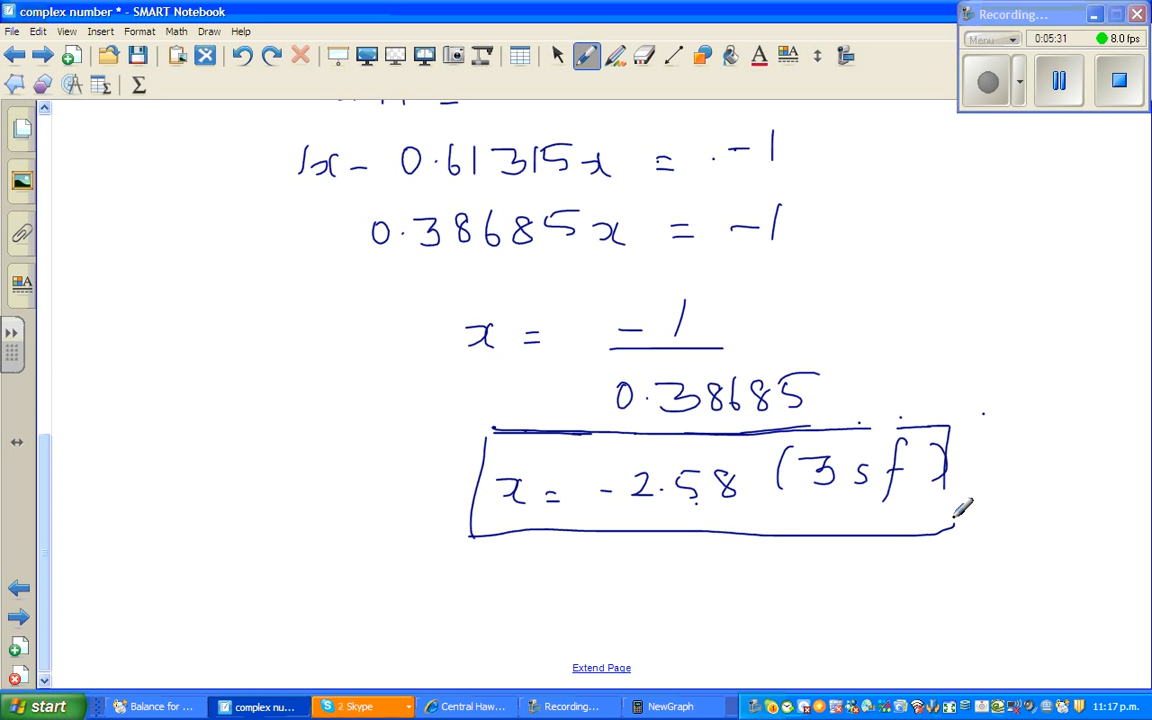 complex number * - SMART Notebook
Recording...
File Edit View Insert Format Math Draw Help
Menu 0:05:31 8.0 fps
1x - 0.61315x = -1
0.38685x = -1
x = -1
0.38685
x = -2.58 (3 s f)
Extend Page
start Balance for ... complex nu... 2 Skype Central Haw... Recording... NewGraph 11:17 p.m.